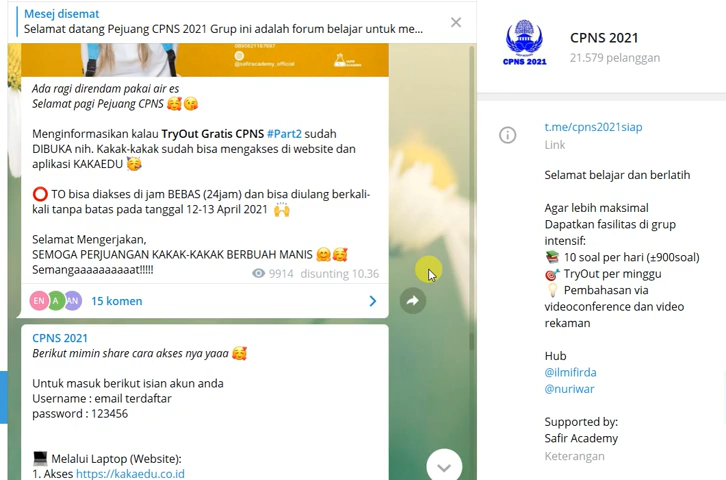 Mesej disemat
Selamat datang Pejuang CPNS 2021 Grup ini adalah forum belajar untuk me...
@safiracademy_official
Ada ragi direndam pakai air es
Selamat pagi Pejuang CPNS 🥰😘
Menginformasikan kalau TryOut Gratis CPNS #Part2 sudah
DIBUKA nih. Kakak-kakak sudah bisa mengakses di website dan
aplikasi KAKAEDU 🥳
⭕ TO bisa diakses di jam BEBAS (24jam) dan bisa diulang berkali-
kali tanpa batas pada tanggal 12-13 April 2021 🙌
Selamat Mengerjakan,
SEMOGA PERJUANGAN KAKAK-KAKAK BERBUAH MANIS 🤗🥰
Semangaaaaaaaaat!!!!!
9914 disunting 10.36
EN A AN 15 komen
CPNS 2021
Berikut mimin share cara akses nya yaaa 🥰
Untuk masuk berikut isian akun anda
Username : email terdaftar
password : 123456
💻 Melalui Laptop (Website):
1. Akses https://kakaedu.co.id
CPNS 2021
CPNS 2021
21.579 pelanggan
t.me/cpns2021siap
Link
Selamat belajar dan berlatih
Agar lebih maksimal
Dapatkan fasilitas di grup
intensif:
📚 10 soal per hari (±900soal)
🎯 TryOut per minggu
💡 Pembahasan via
videoconference dan video
rekaman
Hub
@ilmifirda
@nuriwar
Supported by:
Safir Academy
Keterangan